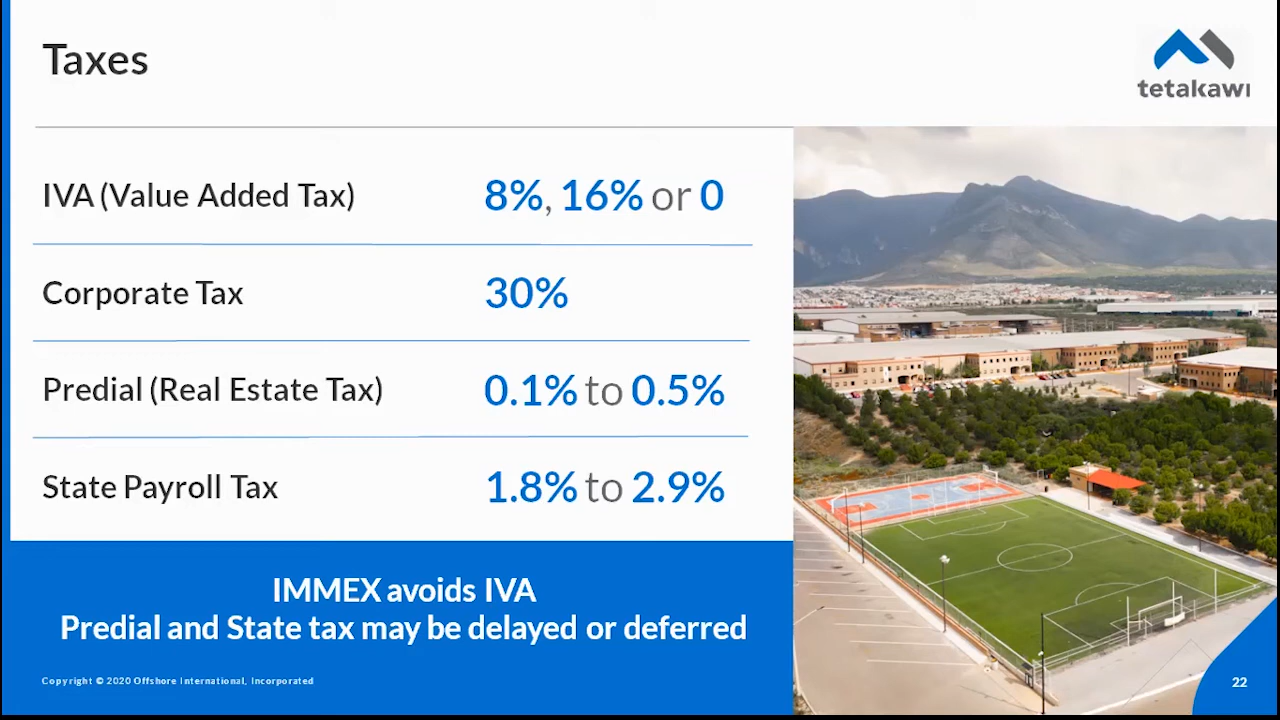 Taxes
tetakawi
IVA (Value Added Tax)
8%, 16% or 0
Corporate Tax
30%
Predial (Real Estate Tax)
0.1% to 0.5%
State Payroll Tax
1.8% to 2.9%
IMMEX avoids IVA
Predial and State tax may be delayed or deferred
Copyright © 2020 Offshore International, Incorporated
22